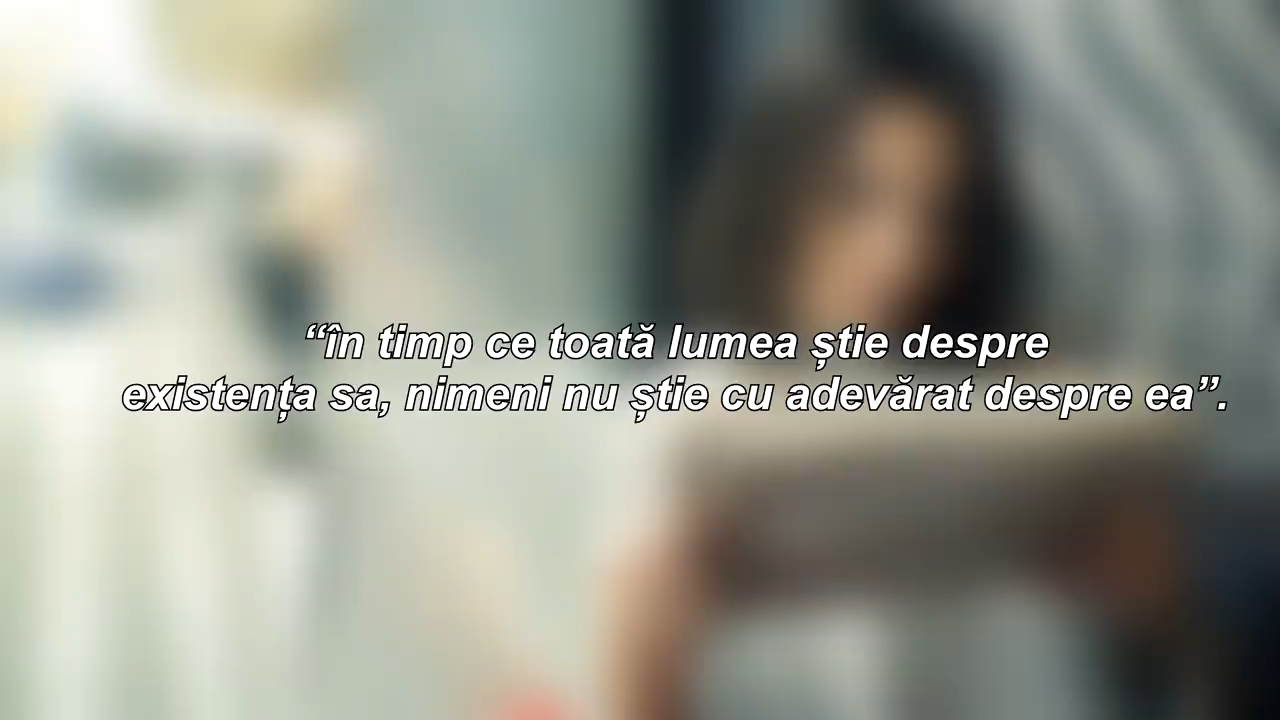 “în timp ce toată lumea știe despre
existența sa, nimeni nu știe cu adevărat despre ea”.